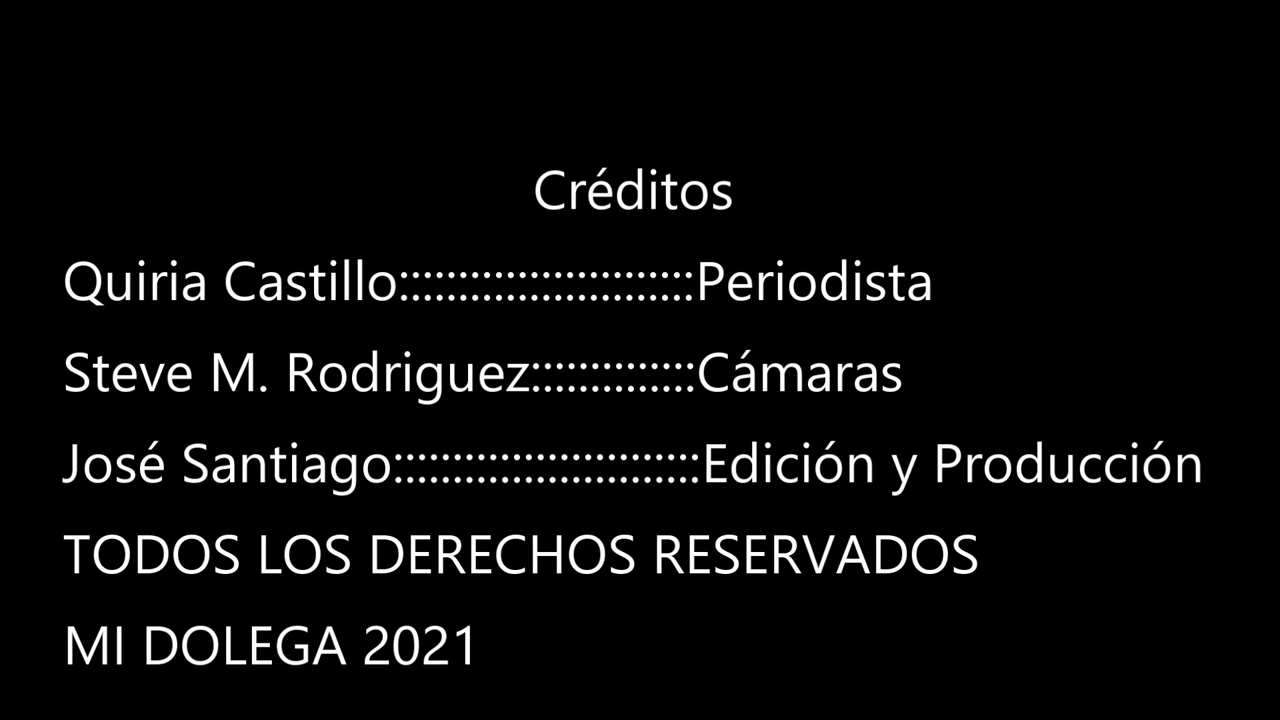 Créditos
Quiria Castillo:::::::::::::::::::::::::Periodista
Steve M. Rodriguez::::::::::::::Cámaras
José Santiago::::::::::::::::::::::::::Edición y Producción
TODOS LOS DERECHOS RESERVADOS
MI DOLEGA 2021